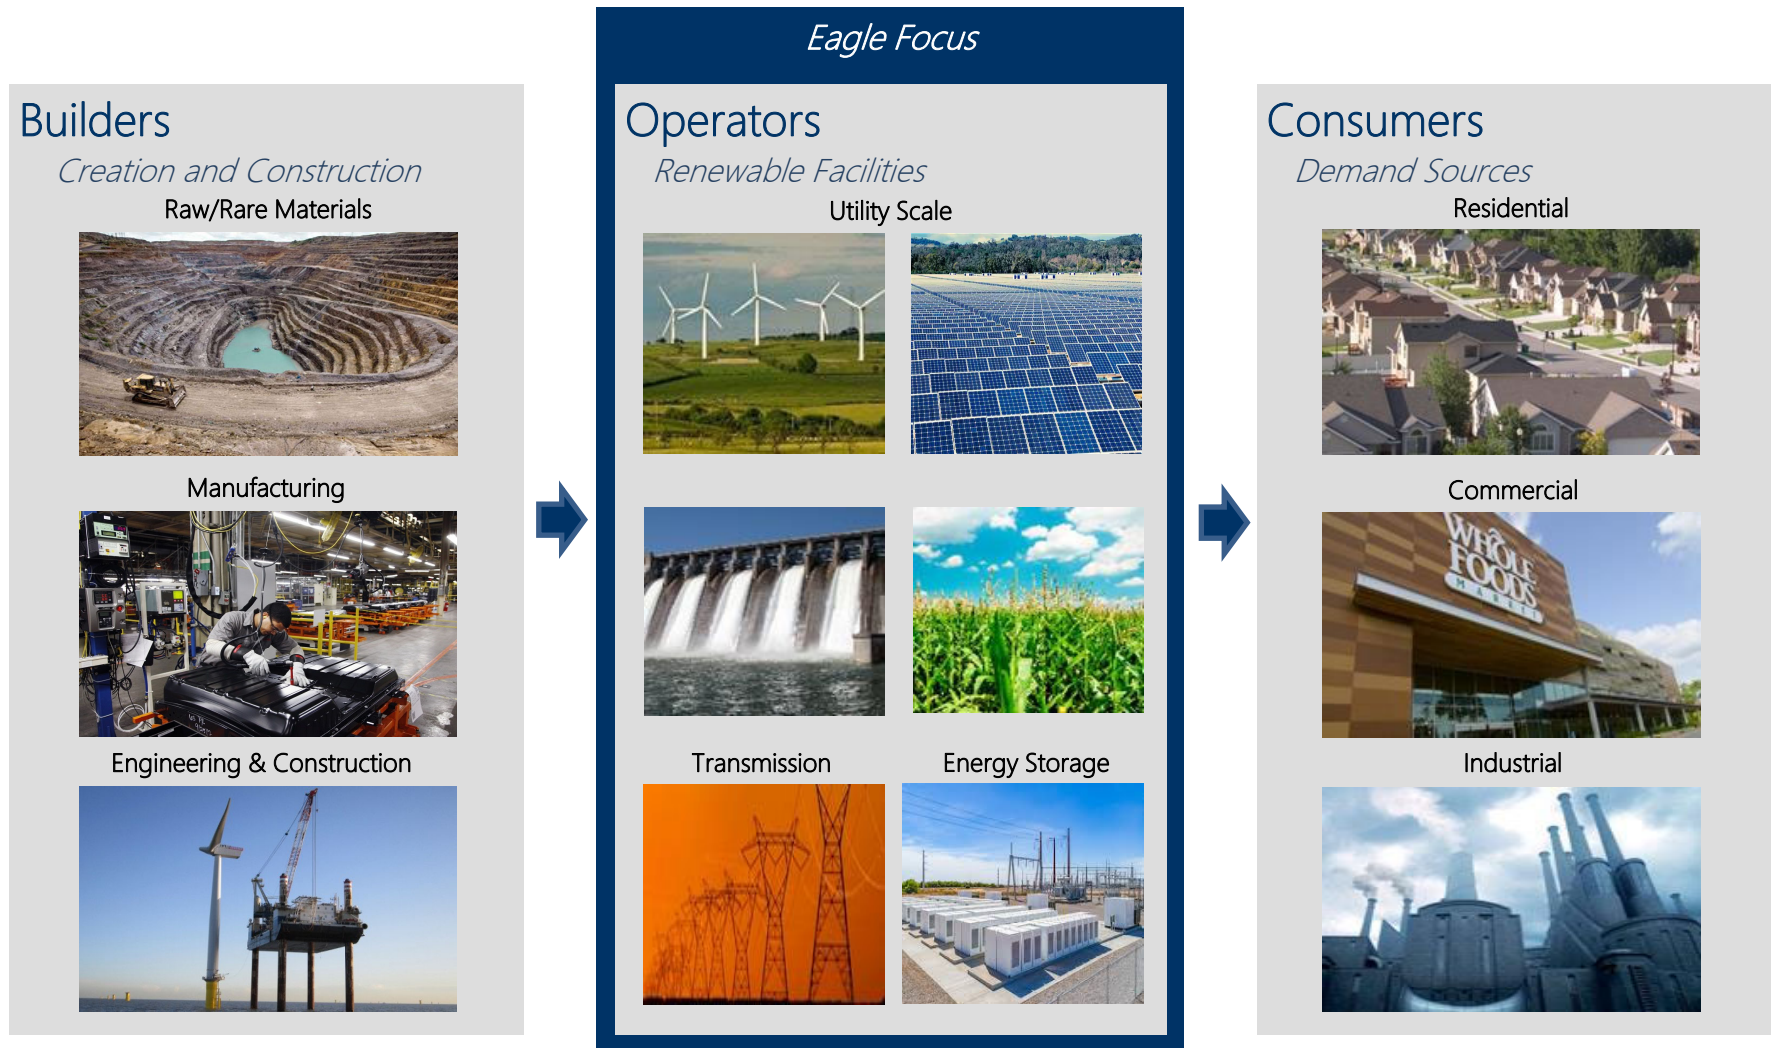 Eagle Focus
Builders
Creation and Construction
Raw/Rare Materials
Manufacturing
Engineering & Construction
Operators
Renewable Facilities
Utility Scale
Transmission
Energy Storage
Consumers
Demand Sources
Residential
Commercial
WHOLE
FOODS
MARKET
Industrial